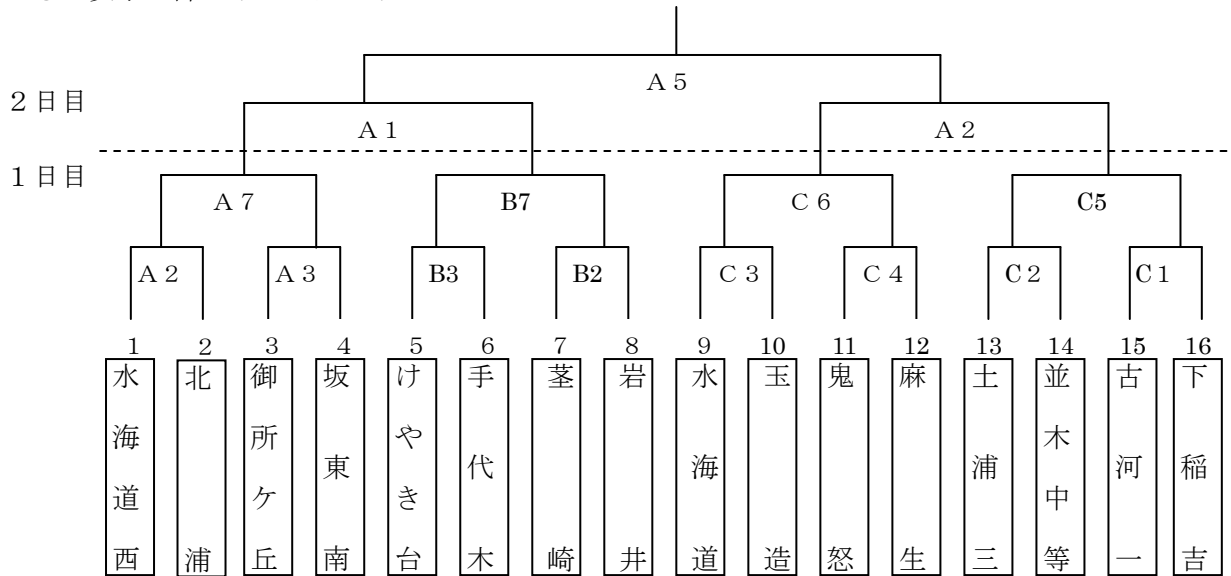 A5
2日目
A1 A2
1日目
A7 B7 C6 C5
A2 A3 B3 B2 C3 C4 C2 C1
1 2 3 4 5 6 7 8 9 10 11 12 13 14 15 16
水海道西
北浦
御所ケ丘
坂東南
けやき台
手代木
茎崎
岩井
水海道
玉造
鬼怒
麻生
土浦三
並木中等
古河一
下稲吉